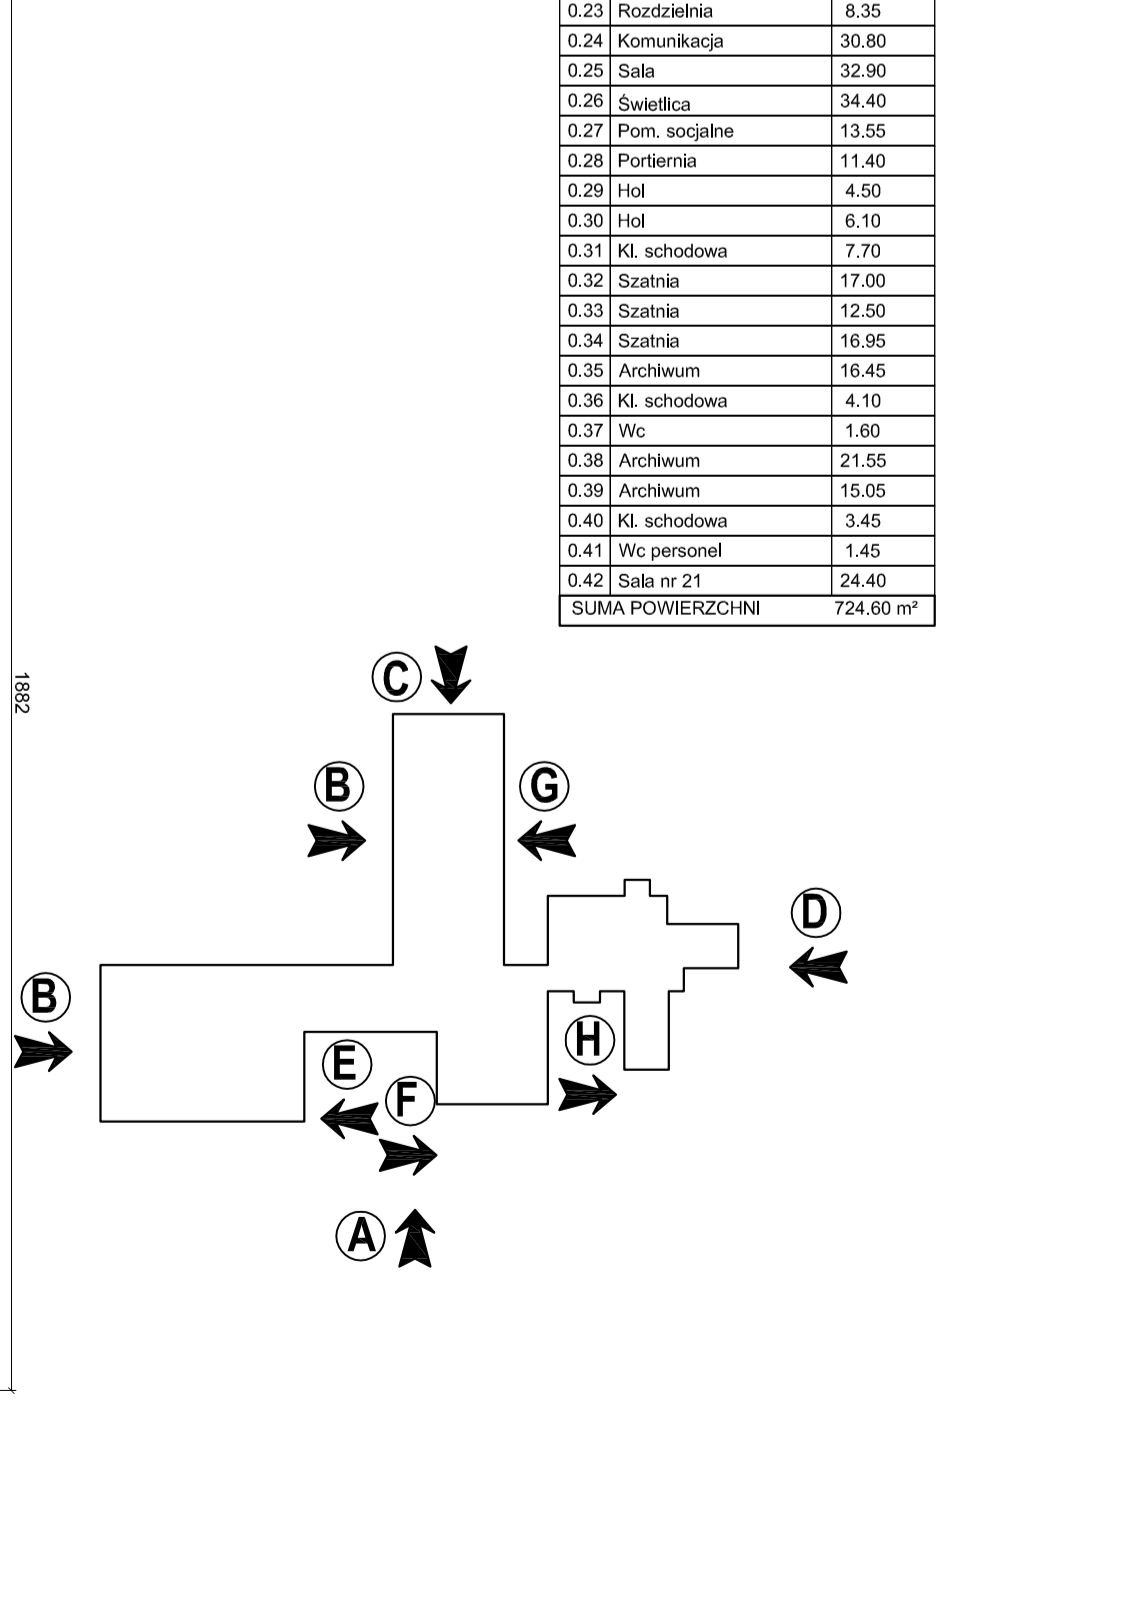 0.23 Rozdzielnia 8.35
0.24 Komunikacja 30.80
0.25 Sala 32.90
0.26 Świetlica 34.40
0.27 Pom. socjalne 13.55
0.28 Portiernia 11.40
0.29 Hol 4.50
0.30 Hol 6.10
0.31 Kl. schodowa 7.70
0.32 Szatnia 17.00
0.33 Szatnia 12.50
0.34 Szatnia 16.95
0.35 Archiwum 16.45
0.36 Kl. schodowa 4.10
0.37 Wc 1.60
0.38 Archiwum 21.55
0.39 Archiwum 15.05
0.40 Kl. schodowa 3.45
0.41 Wc personel 1.45
0.42 Sala nr 21 24.40
SUMA POWIERZCHNI 724.60 m²
1882
C
B
G
D
B
H
E
F
A